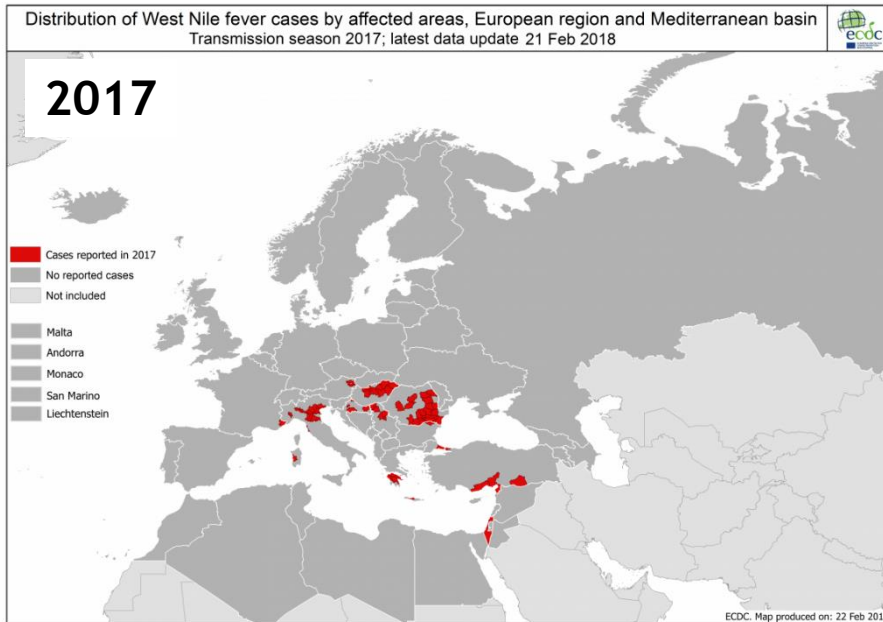 Distribution of West Nile fever cases by affected areas, European region and Mediterranean basin
Transmission season 2017; latest data update 21 Feb 2018
ecdc
2017
Cases reported in 2017
No reported cases
Not included
Malta
Andorra
Monaco
San Marino
Liechtenstein
ECDC. Map produced on: 22 Feb 201